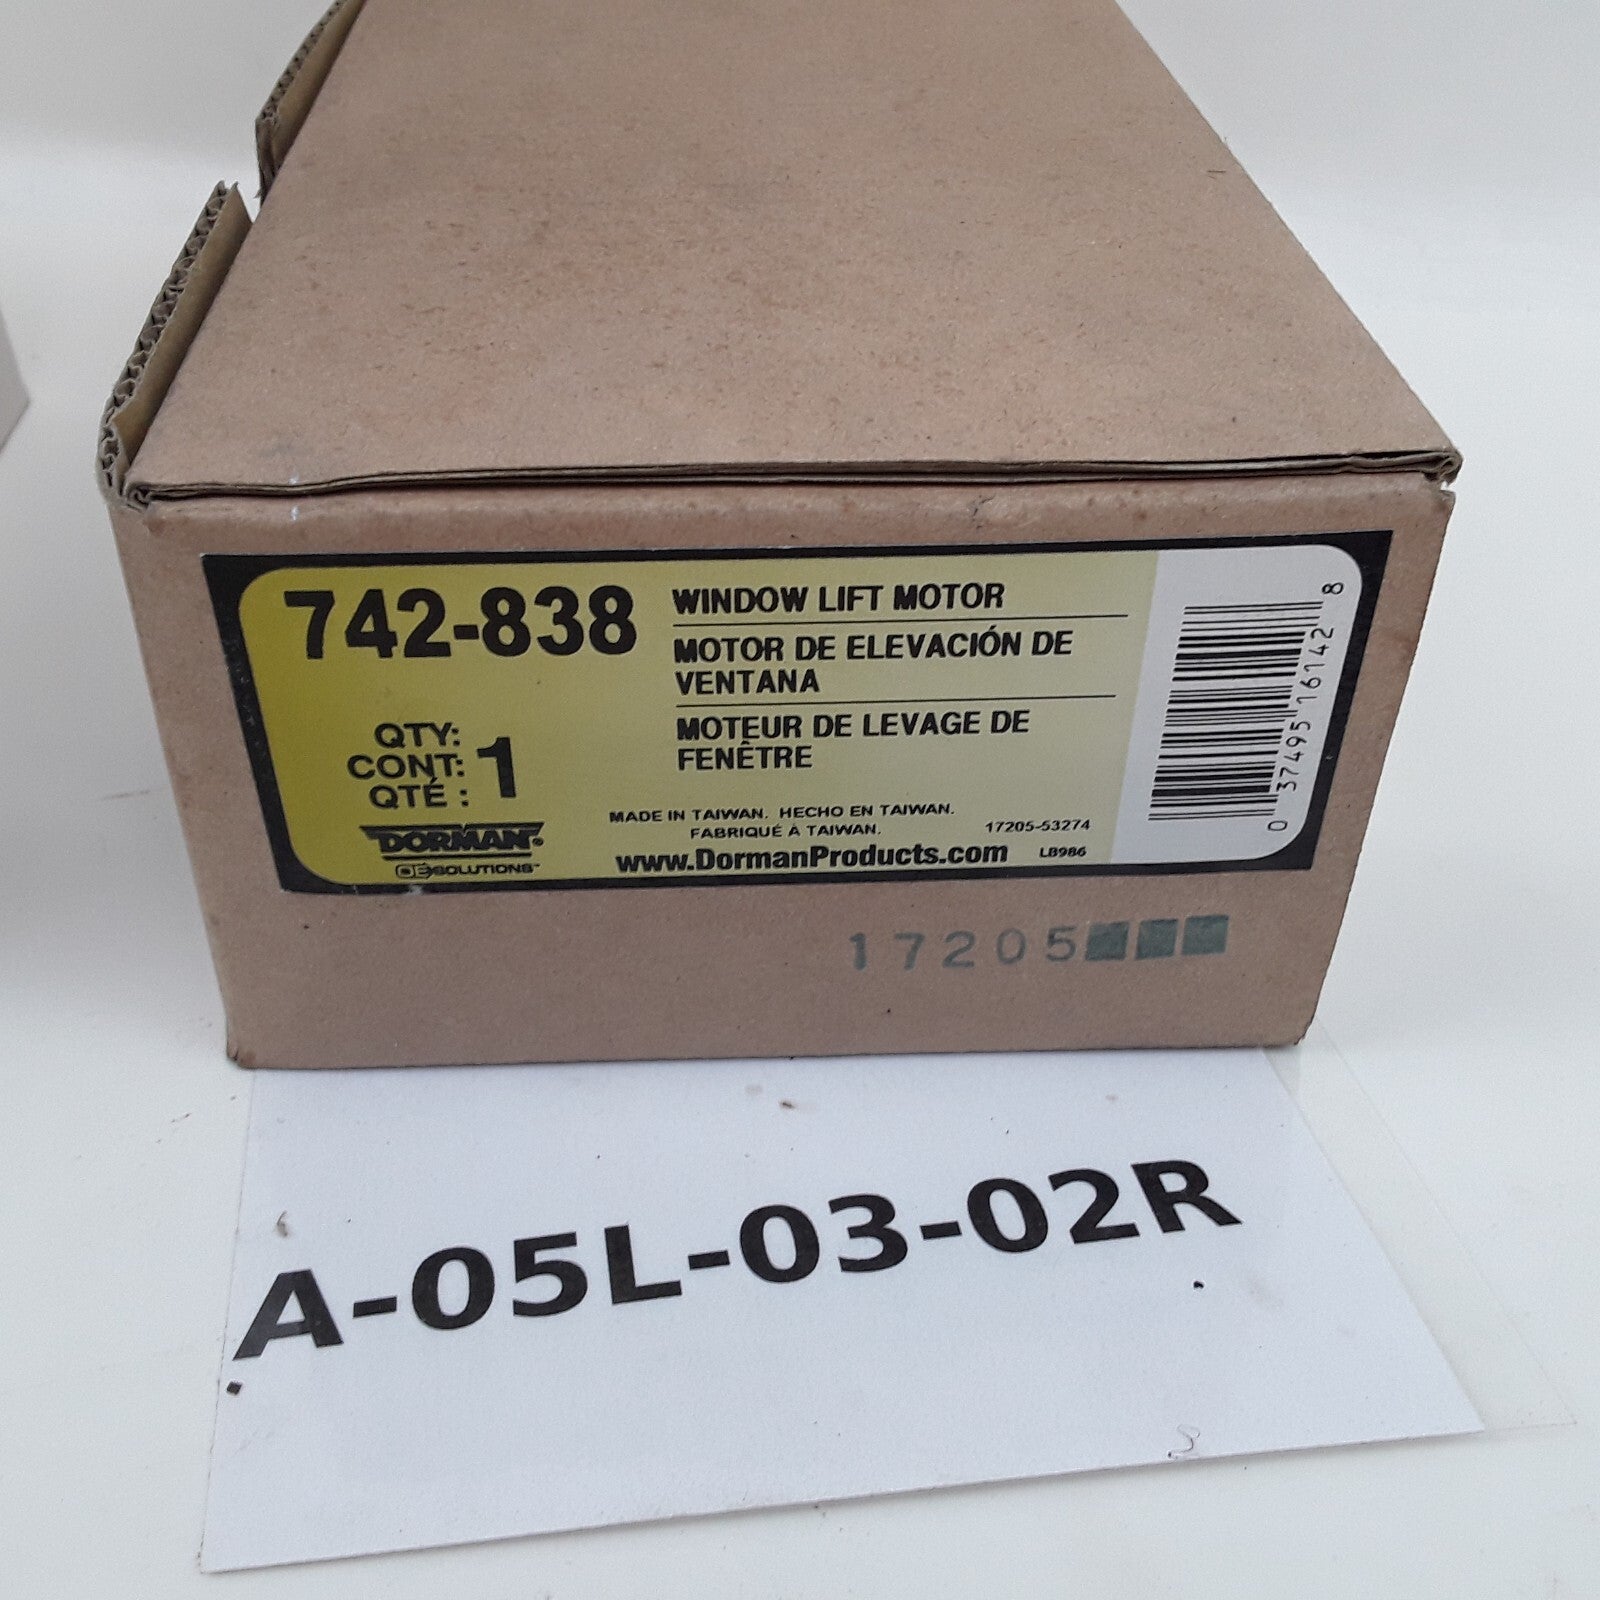 742-838
WINDOW LIFT MOTOR
MOTOR DE ELEVACIÓN DE
VENTANA
MOTEUR DE LEVAGE DE
FENÊTRE
QTY:
CONT: 1
QTÉ :
DORMAN®
OE SOLUTIONS™
MADE IN TAIWAN. HECHO EN TAIWAN.
FABRIQUÉ À TAIWAN.
17205-53274
www.DormanProducts.com
LB986
0 37495 16142 8
17205
A-05L-03-02R